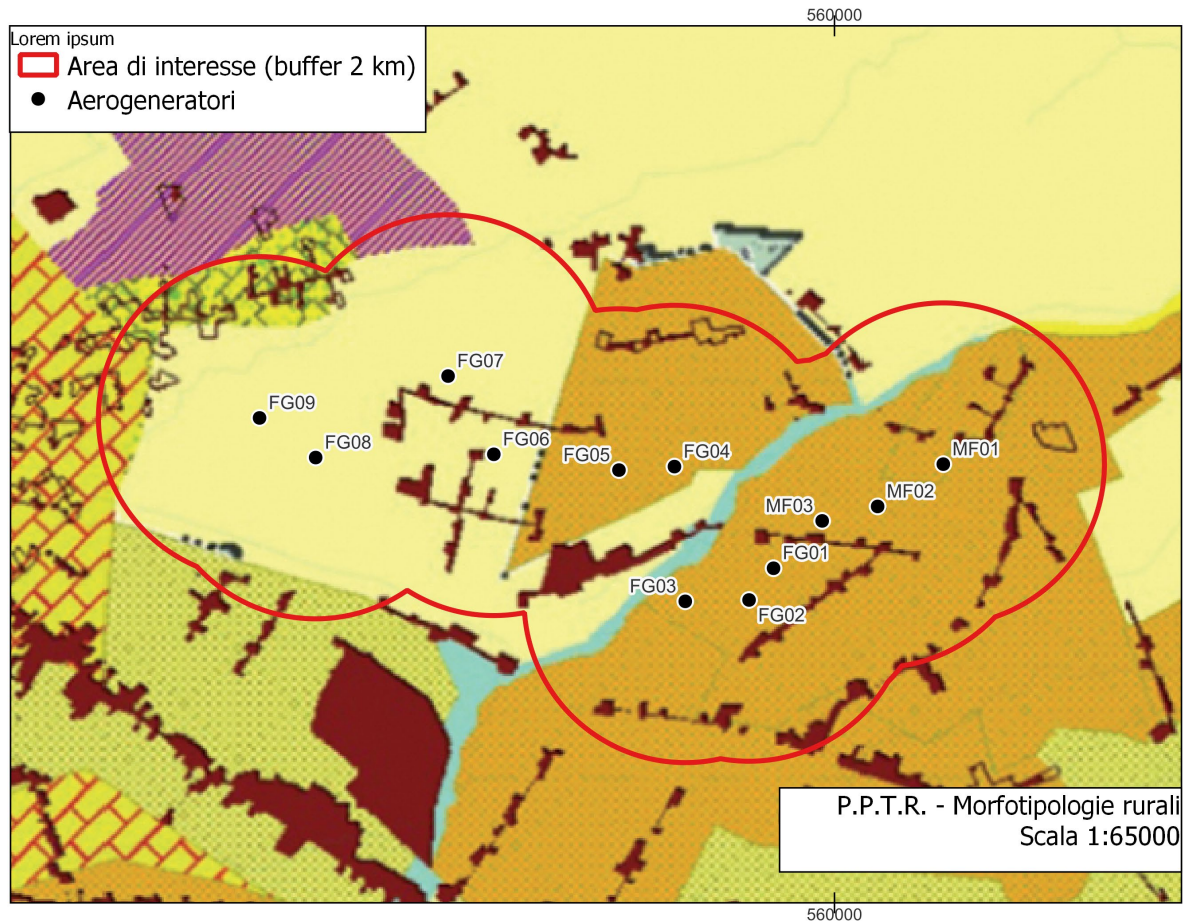 560000
Lorem ipsum
Area di interesse (buffer 2 km)
Aerogeneratori
FG07
FG09
FG08
FG06
FG05
FG04
MF01
MF02
MF03
FG01
FG03
FG02
P.P.T.R. - Morfotipologie rurali
Scala 1:65000
560000